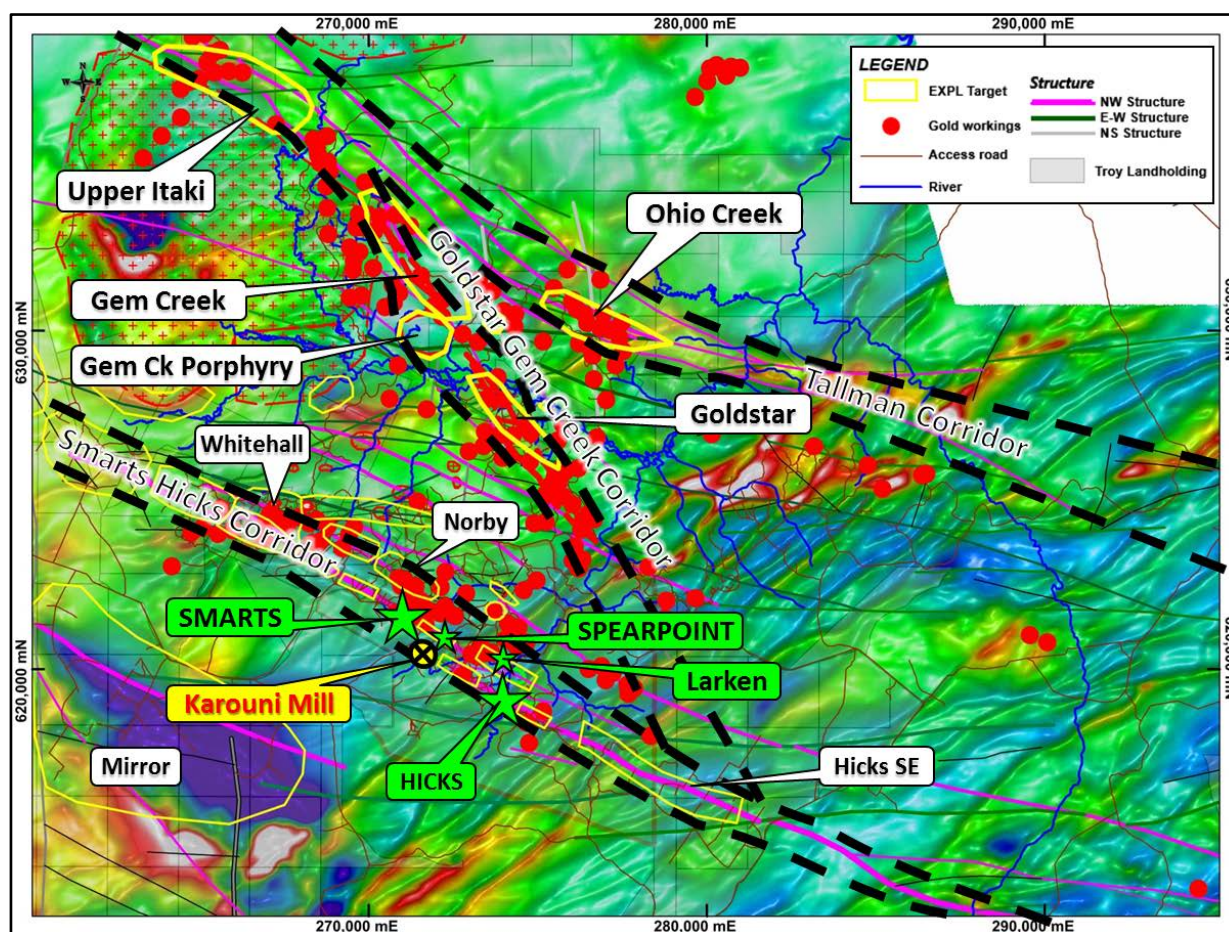 270,000 mE
280,000 mE
290,000 mE
N
W
E
S
LEGEND
EXPL Target
Gold workings
Access road
River
Structure
NW Structure
E-W Structure
NS Structure
Troy Landholding
Upper Itaki
Ohio Creek
Gem Creek
Goldstar Gem Creek Corridor
630,000 mN
Gem Ck Porphyry
Tallman Corridor
Goldstar
Whitehall
Smarts Hicks Corridor
Norby
SMARTS
SPEARPOINT
620,000 mN
Larken
Karouni Mill
Mirror
HICKS
Hicks SE
270,000 mE
280,000 mE
290,000 mE